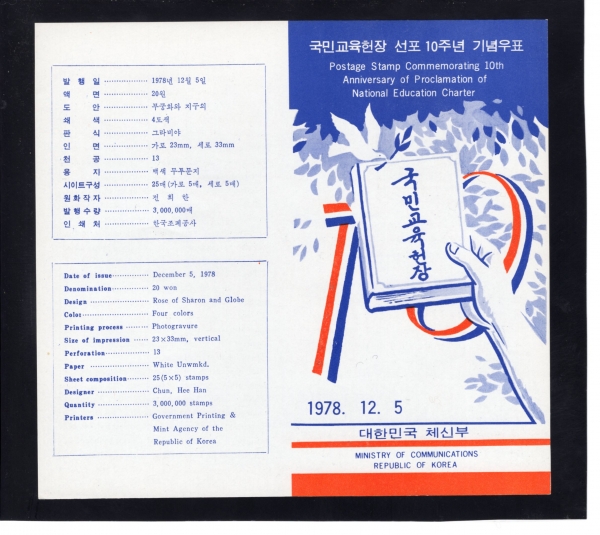 발행일 1978년 12월 5일
액면 20원
도안 무궁화와 지구의
쇄색 4도색
판식 그라비아
인면 가로 23mm, 세로 33mm
천공 13
용지 백색 무투문지
시이트구성 25매(가로 5매, 세로 5매)
원화작자 전희한
발행수량 3,000,000매
인쇄처 한국조폐공사
Date of issue December 5, 1978
Denomination 20 won
Design Rose of Sharon and Globe
Color Four colors
Printing process Photogravure
Size of impression 23×33mm, vertical
Perforation 13
Paper White Unwmkd.
Sheet composition 25(5×5) stamps
Designer Chun, Hee Han
Quantity 3,000,000 stamps
Printers Government Printing &
Mint Agency of the
Republic of Korea
국민교육헌장 선포 10주년 기념우표
Postage Stamp Commemorating 10th
Anniversary of Proclamation of
National Education Charter
국민교육헌장
1978. 12. 5
대한민국 체신부
MINISTRY OF COMMUNICATIONS
REPUBLIC OF KOREA